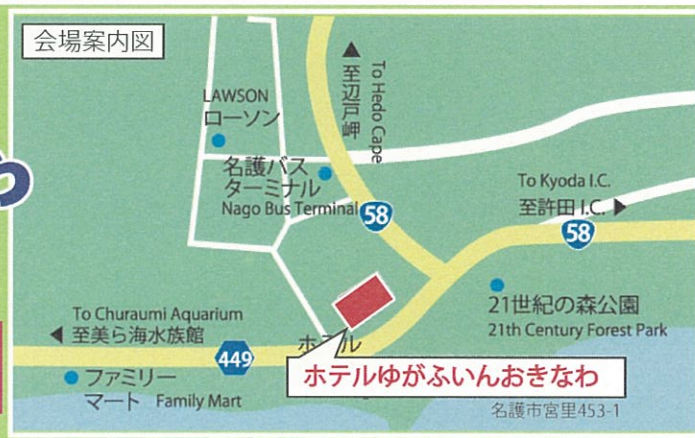 会場案内図
LAWSON
ローソン
名護バス
ターミナル
Nago Bus Terminal
至辺戸岬
To Hedo Cape
58
To Kyoda I.C.
至許田 I.C.
58
21世紀の森公園
21th Century Forest Park
To Churaumi Aquarium
至美ら海水族館
449
ホテル
ホテルゆがふいんおきなわ
ファミリー
マート Family Mart
名護市宮里453-1